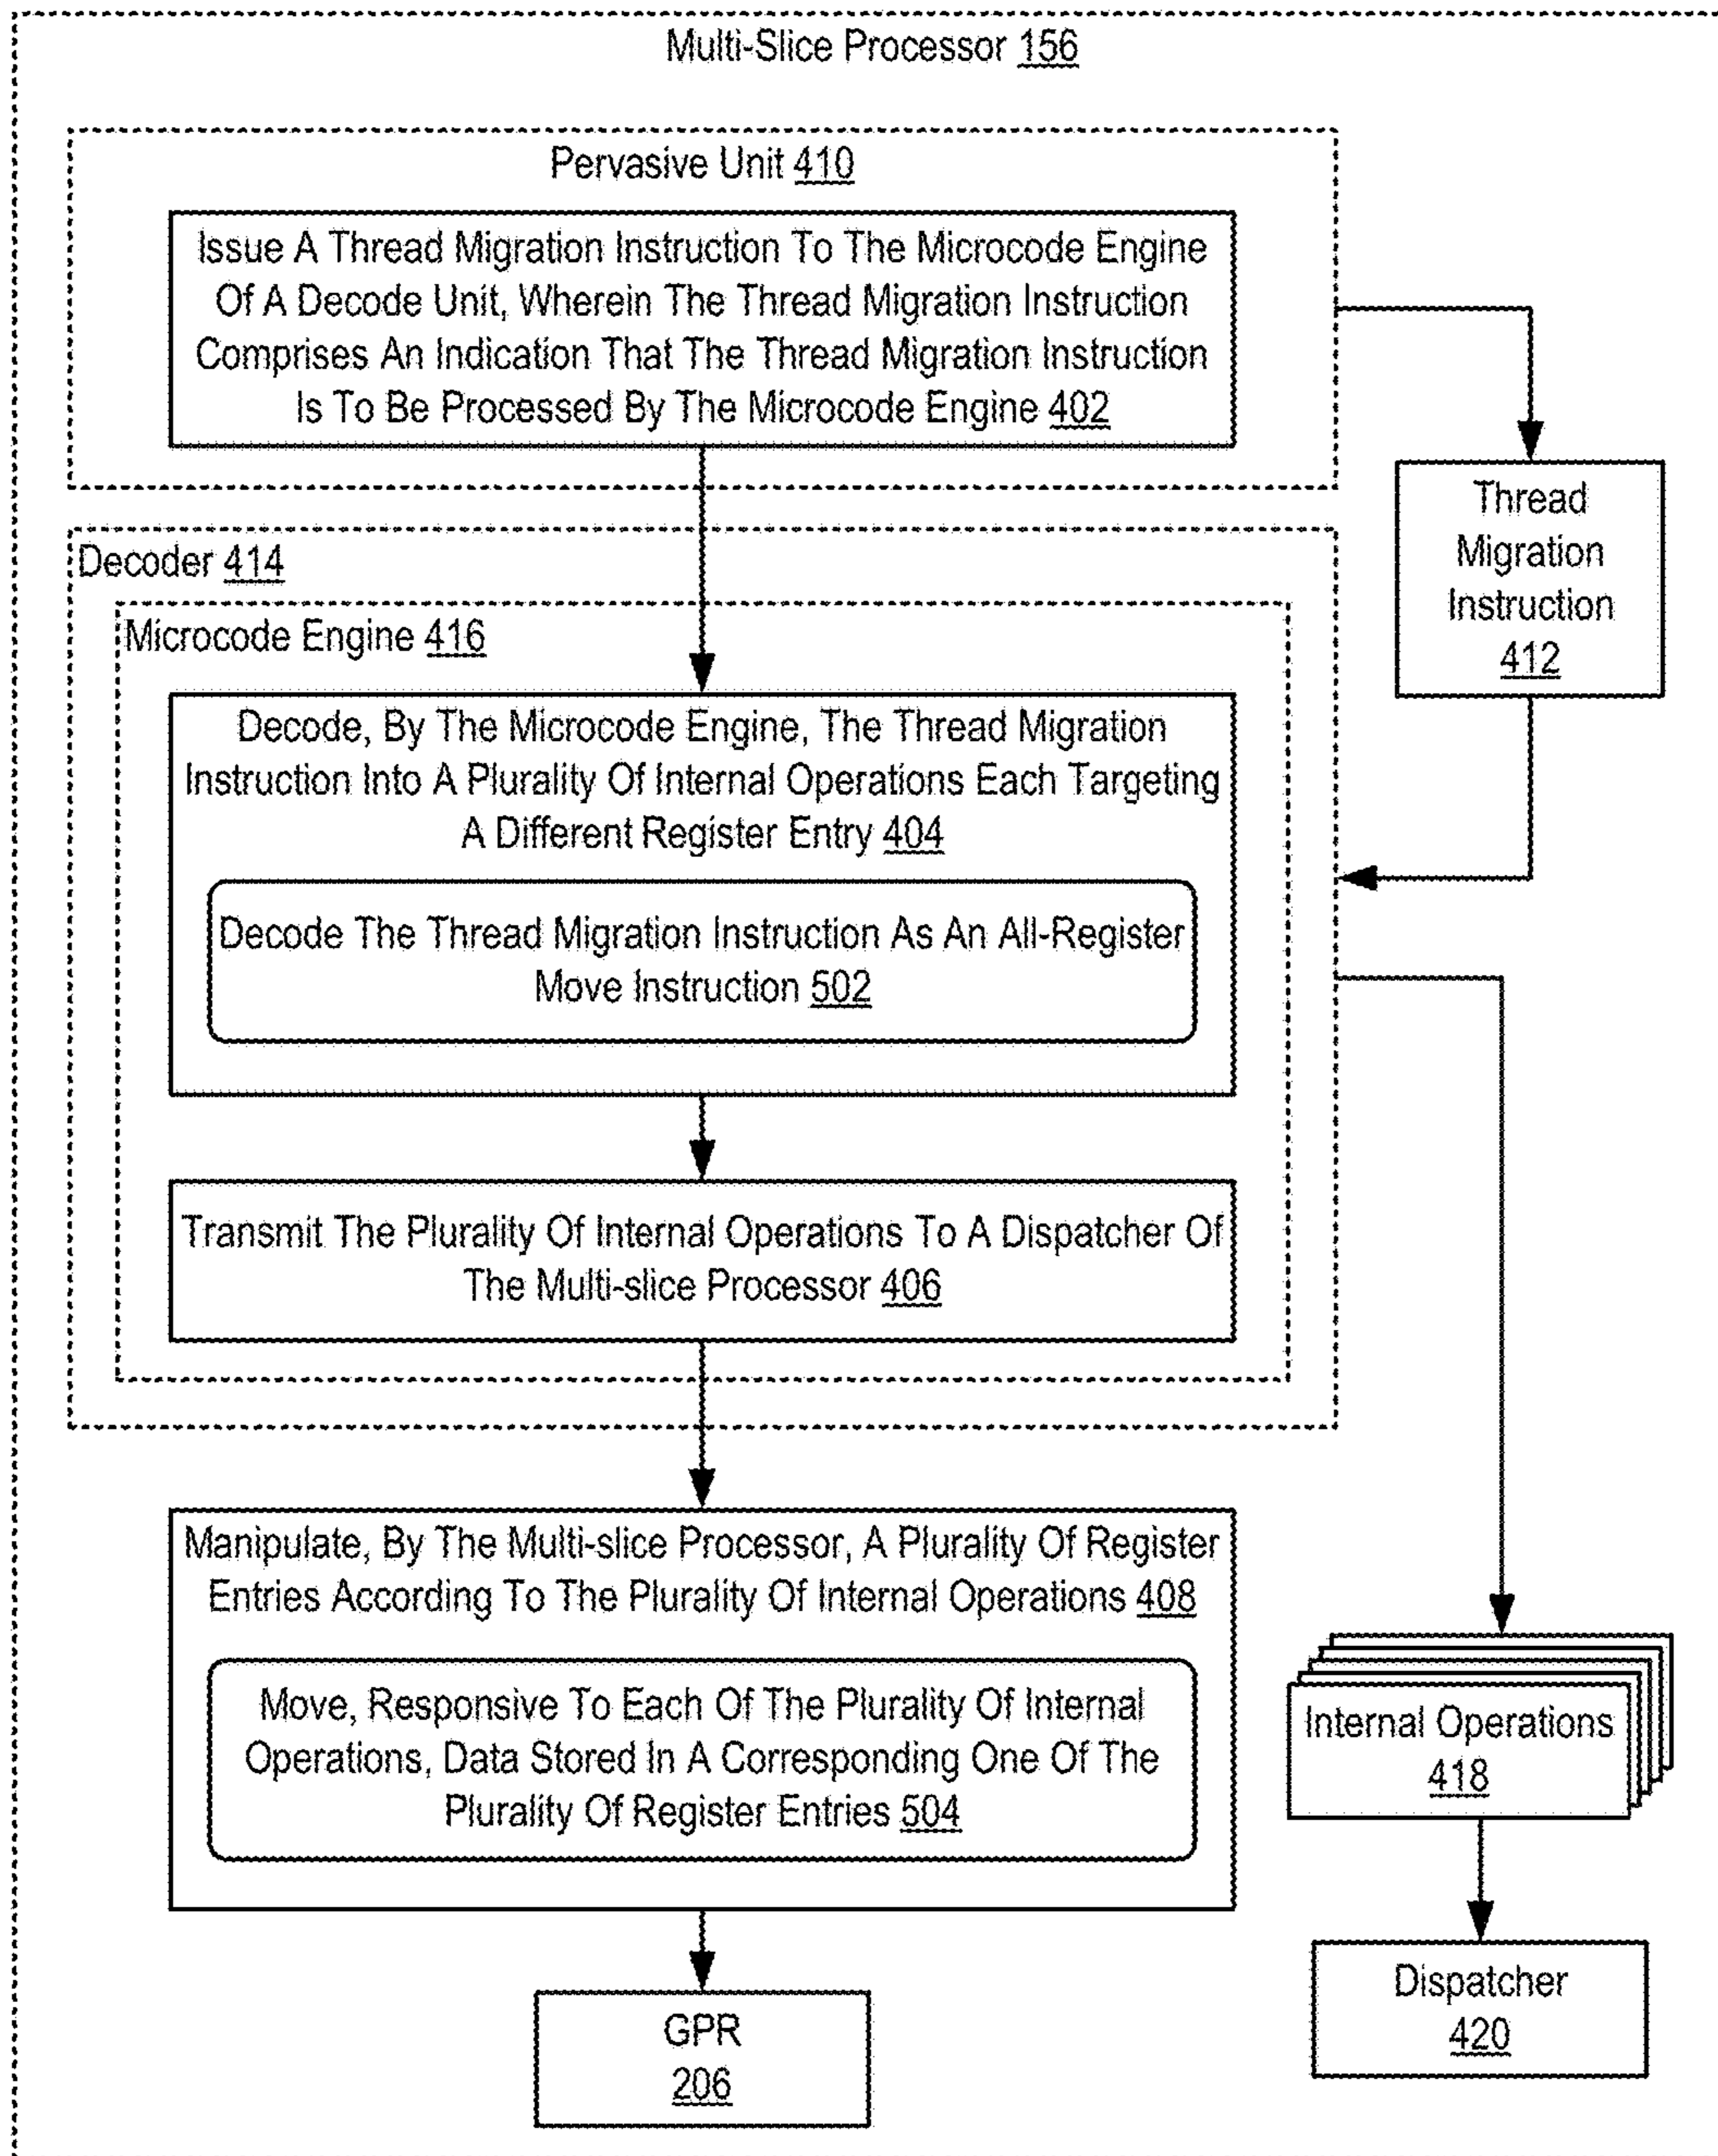 Multi-Slice Processor 156
Pervasive Unit 410
Issue A Thread Migration Instruction To The Microcode Engine
Of A Decode Unit, Wherein The Thread Migration Instruction
Comprises An Indication That The Thread Migration Instruction
Is To Be Processed By The Microcode Engine 402
Thread
Migration
Instruction
412
Decoder 414
Microcode Engine 416
Decode, By The Microcode Engine, The Thread Migration
Instruction Into A Plurality Of Internal Operations Each Targeting
A Different Register Entry 404
Decode The Thread Migration Instruction As An All-Register
Move Instruction 502
Transmit The Plurality Of Internal Operations To A Dispatcher Of
The Multi-slice Processor 406
Manipulate, By The Multi-slice Processor, A Plurality Of Register
Entries According To The Plurality Of Internal Operations 408
Move, Responsive To Each Of The Plurality Of Internal
Operations, Data Stored In A Corresponding One Of The
Plurality Of Register Entries 504
Internal Operations
418
Dispatcher
420
GPR
206